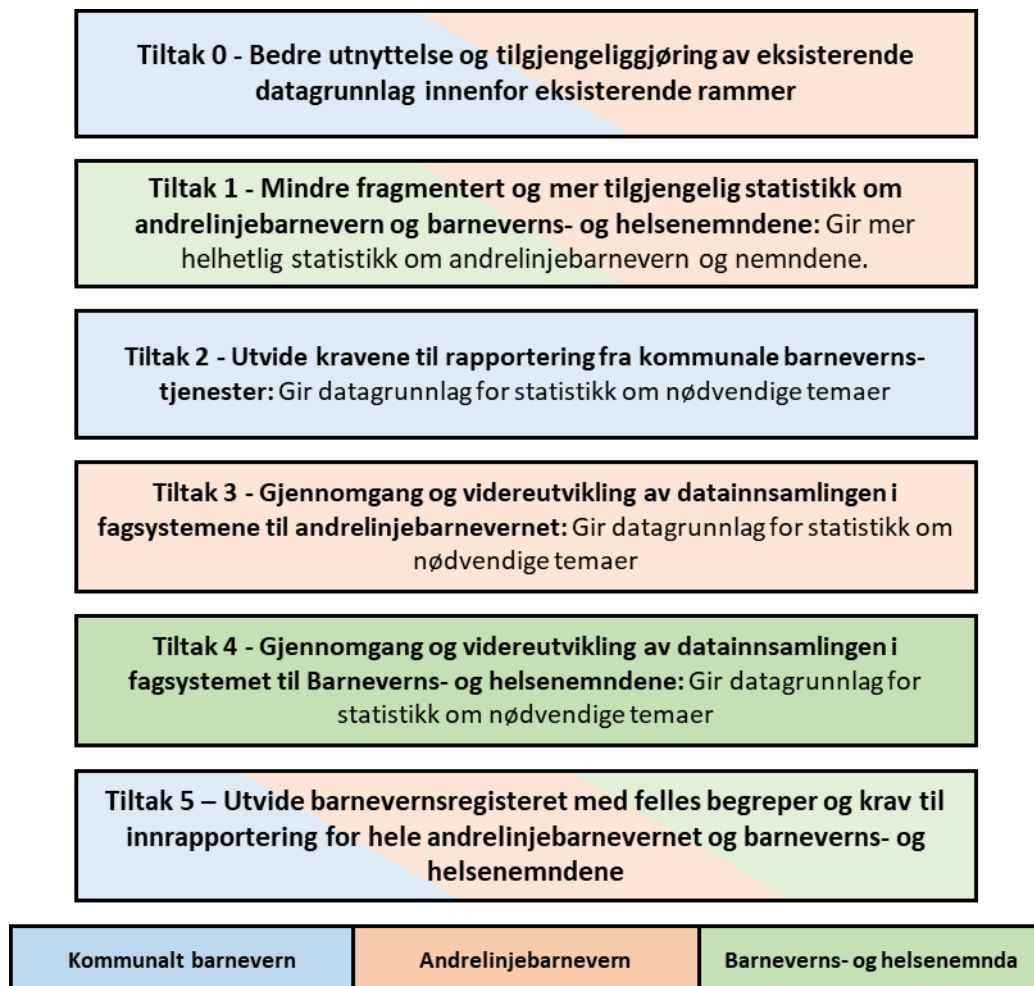 Tiltak 0 - Bedre utnyttelse og tilgjengeliggjøring av eksisterende
datagrunnlag innenfor eksisterende rammer
Tiltak 1 - Mindre fragmentert og mer tilgjengelig statistikk om
andrelinjebarnevern og barneverns- og helsenemndene: Gir mer
helhetlig statistikk om andrelinjebarnevern og nemndene.
Tiltak 2 - Utvide kravene til rapportering fra kommunale barneverns-
tjenester: Gir datagrunnlag for statistikk om nødvendige temaer
Tiltak 3 - Gjennomgang og videreutvikling av datainnsamlingen i
fagsystemene til andrelinjebarnevernet: Gir datagrunnlag for statistikk om
nødvendige temaer
Tiltak 4 - Gjennomgang og videreutvikling av datainnsamlingen i
fagsystemet til Barneverns- og helsenemndene: Gir datagrunnlag for
statistikk om nødvendige temaer
Tiltak 5 – Utvide barnevernsregisteret med felles begreper og krav til
innrapportering for hele andrelinjebarnevernet og barneverns- og
helsenemndene
Kommunalt barnevern
Andrelinjebarnevern
Barneverns- og helsenemnda